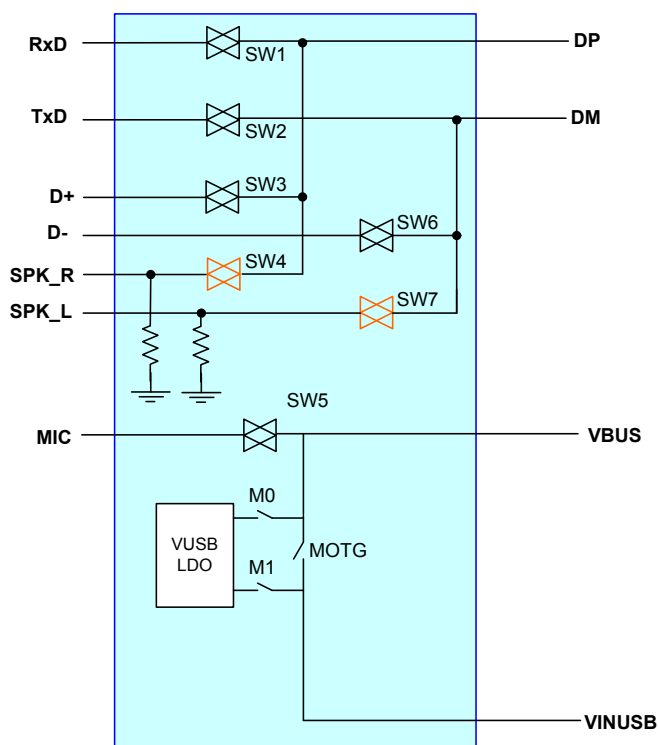 RxD
SW1
DP
TxD
SW2
DM
D+
SW3
D-
SW6
SPK_R
SW4
SPK_L
SW7
SW5
MIC
VBUS
M0
VUSB
LDO
MOTG
M1
VINUSB